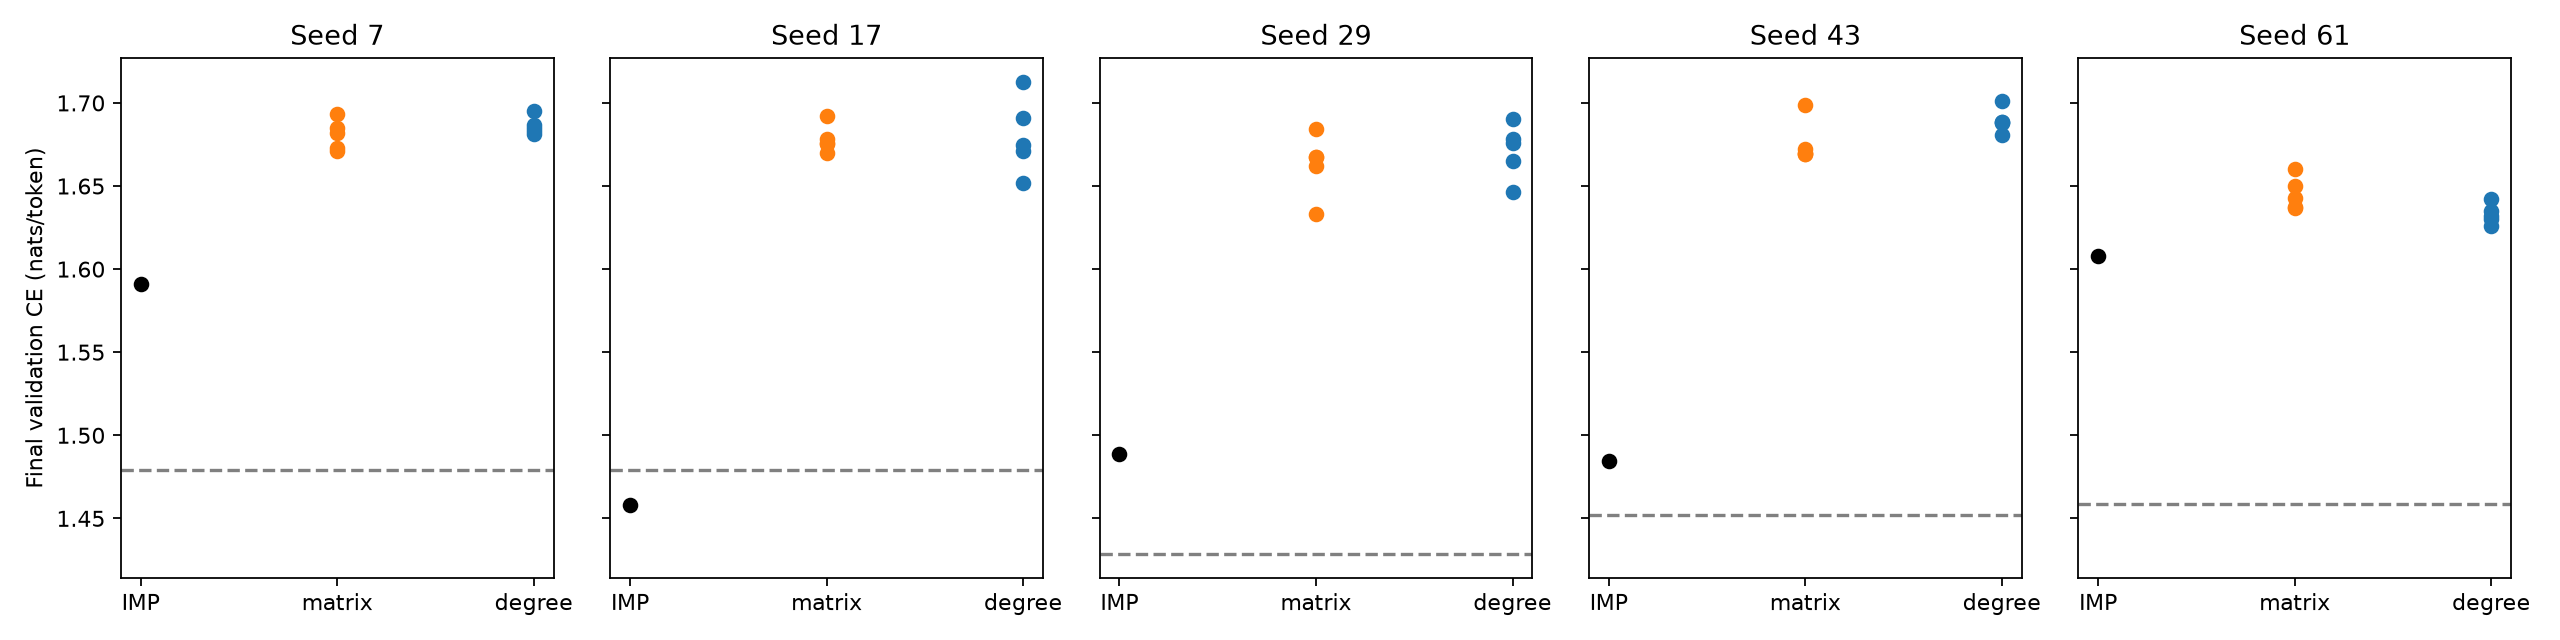 Seed 7
Seed 17
Seed 29
Seed 43
Seed 61
Final validation CE (nats/token)
1.70
1.65
1.60
1.55
1.50
1.45
IMP matrix degree
IMP matrix degree
IMP matrix degree
IMP matrix degree
IMP matrix degree